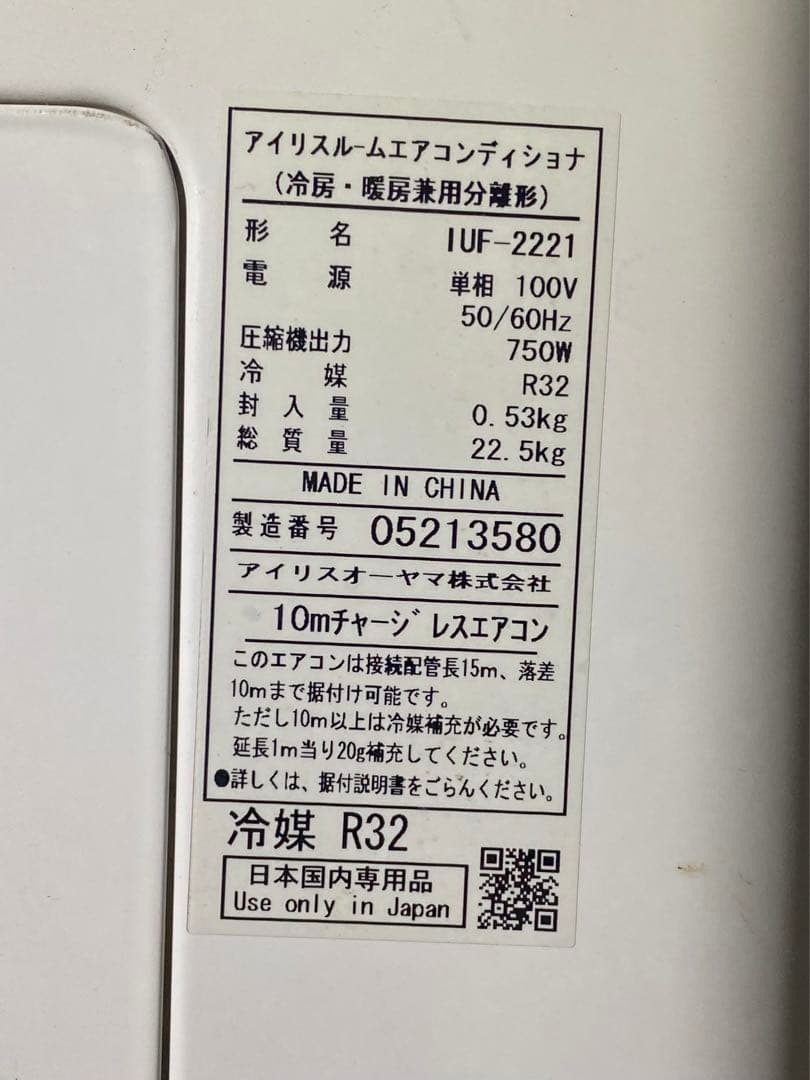 アイリスルームエアコンディショナ
(冷房・暖房兼用分離形)
形名 IUF-2221
電源 単相 100V
50/60Hz
圧縮機出力 750W
冷媒 R32
封入量 0.53kg
総質量 22.5kg
MADE IN CHINA
製造番号 05213580
アイリスオーヤマ株式会社
10mチャージレスエアコン
このエアコンは接続配管長15m、落差
10mまで据付け可能です。
ただし10m以上は冷媒補充が必要です。
延長1m当り20g補充してください。
●詳しくは、据付説明書をごらんください。
冷媒 R32
日本国内専用品
Use only in Japan